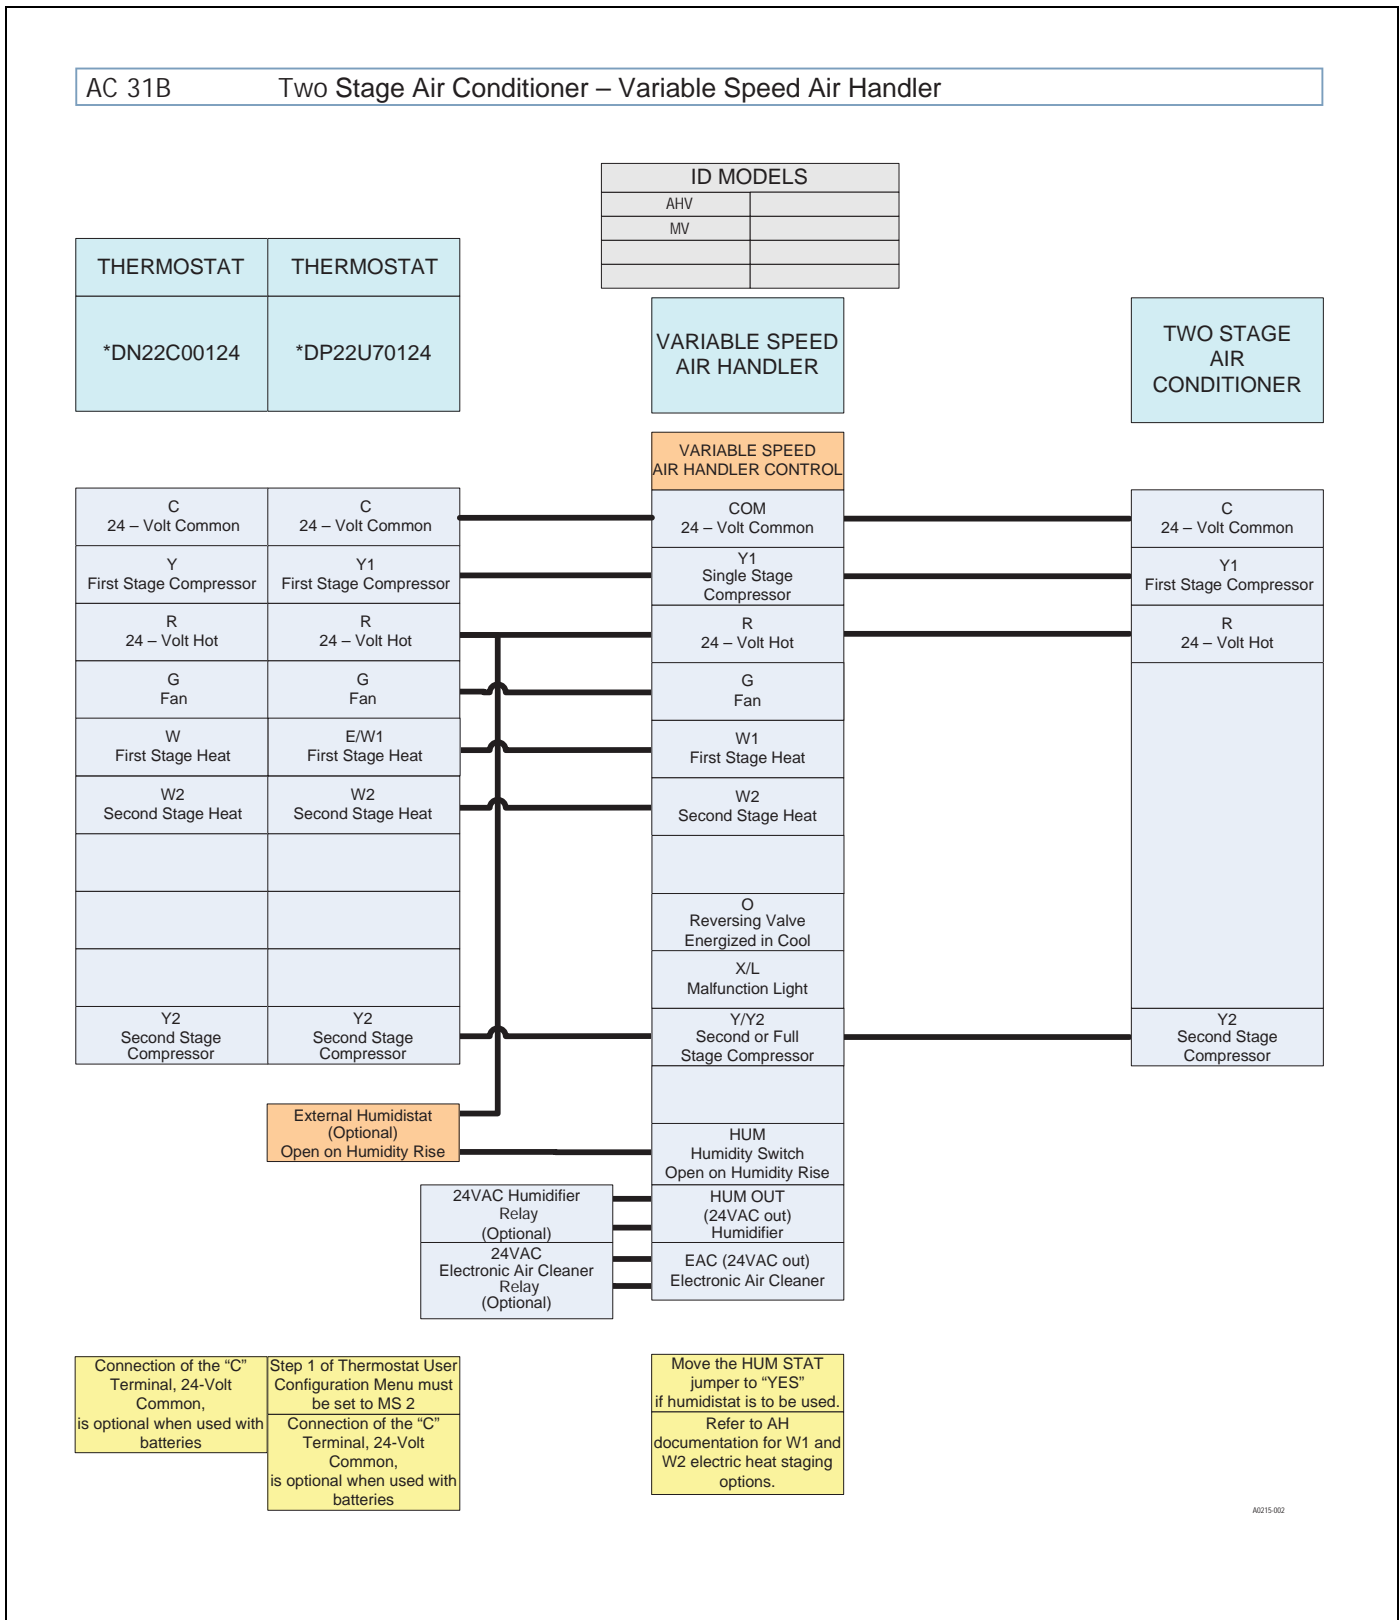 AC 31B Two Stage Air Conditioner – Variable Speed Air Handler
ID MODELS
AHV
MV
THERMOSTAT THERMOSTAT
*DN22C00124 *DP22U70124
VARIABLE SPEED
AIR HANDLER
TWO STAGE
AIR
CONDITIONER
VARIABLE SPEED
AIR HANDLER CONTROL
C
24 – Volt Common
C
24 – Volt Common
COM
24 – Volt Common
C
24 – Volt Common
Y
First Stage Compressor
Y1
First Stage Compressor
Y1
Single Stage
Compressor
Y1
First Stage Compressor
R
24 – Volt Hot
R
24 – Volt Hot
R
24 – Volt Hot
R
24 – Volt Hot
G
Fan
G
Fan
G
Fan
W
First Stage Heat
E/W1
First Stage Heat
W1
First Stage Heat
W2
Second Stage Heat
W2
Second Stage Heat
W2
Second Stage Heat
O
Reversing Valve
Energized in Cool
X/L
Malfunction Light
Y2
Second Stage
Compressor
Y2
Second Stage
Compressor
Y/Y2
Second or Full
Stage Compressor
Y2
Second Stage
Compressor
External Humidistat
(Optional)
Open on Humidity Rise
HUM
Humidity Switch
Open on Humidity Rise
24VAC Humidifier
Relay
(Optional)
HUM OUT
(24VAC out)
Humidifier
24VAC
Electronic Air Cleaner
Relay
(Optional)
EAC (24VAC out)
Electronic Air Cleaner
Connection of the “C”
Terminal, 24-Volt
Common,
is optional when used with
batteries
Step 1 of Thermostat User
Configuration Menu must
be set to MS 2
Connection of the “C”
Terminal, 24-Volt
Common,
is optional when used with
batteries
Move the HUM STAT
jumper to “YES”
if humidistat is to be used.
Refer to AH
documentation for W1 and
W2 electric heat staging
options.
A0215-002